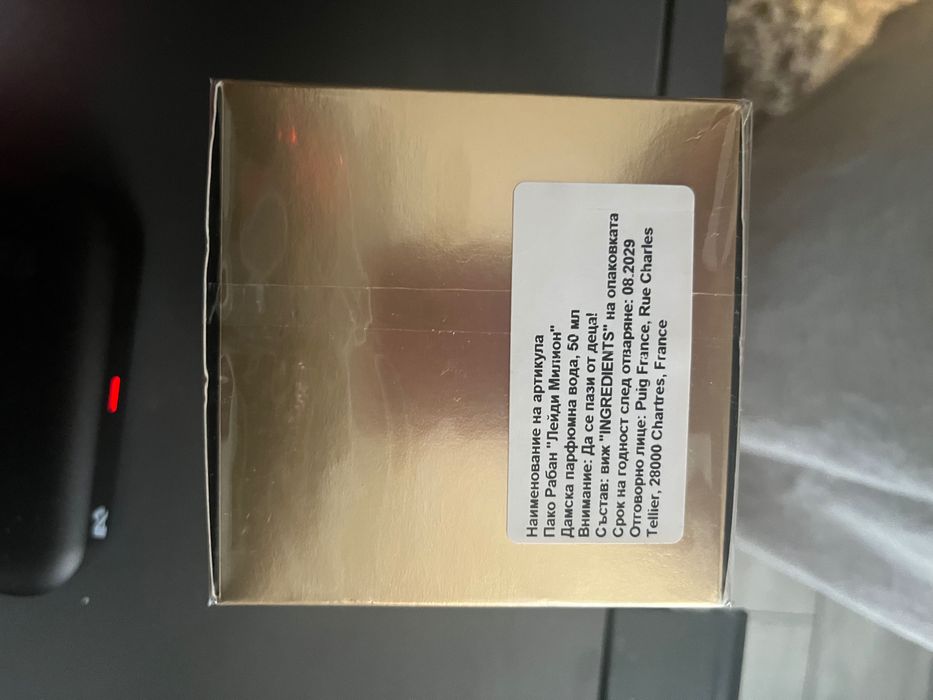 Наименование на артикула
Пако Рабан "Лейди Милион"
Дамска парфюмна вода, 50 мл
Внимание: Да се пази от деца!
Състав: виж "INGREDIENTS" на опаковката
Срок на годност след отваряне: 08.2029
Отговорно лице: Puig France, Rue Charles
Tellier, 28000 Chartres, France